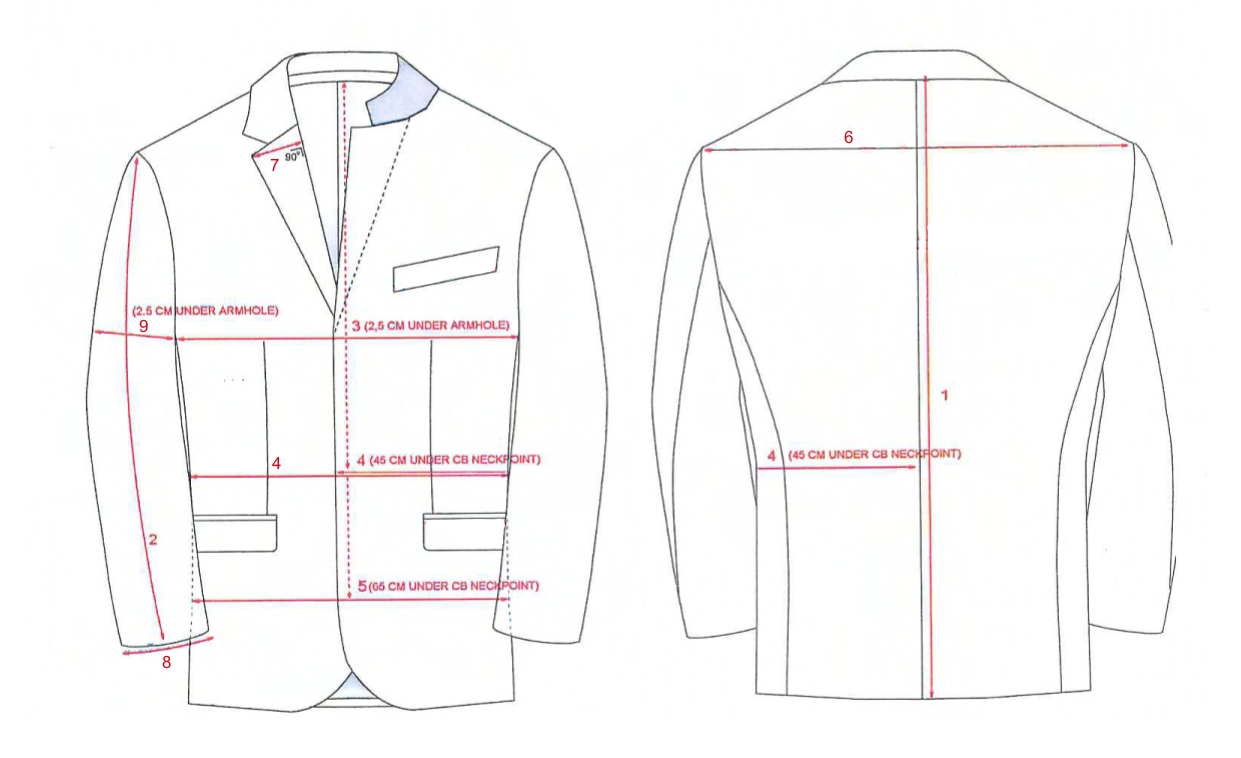 6
90°
7
(2.5 CM UNDER ARMHOLE)
9
3 (2,5 CM UNDER ARMHOLE)
1
4
4 (45 CM UNDER CB NECKPOINT)
4 (45 CM UNDER CB NECKPOINT)
2
5 (65 CM UNDER CB NECKPOINT)
8